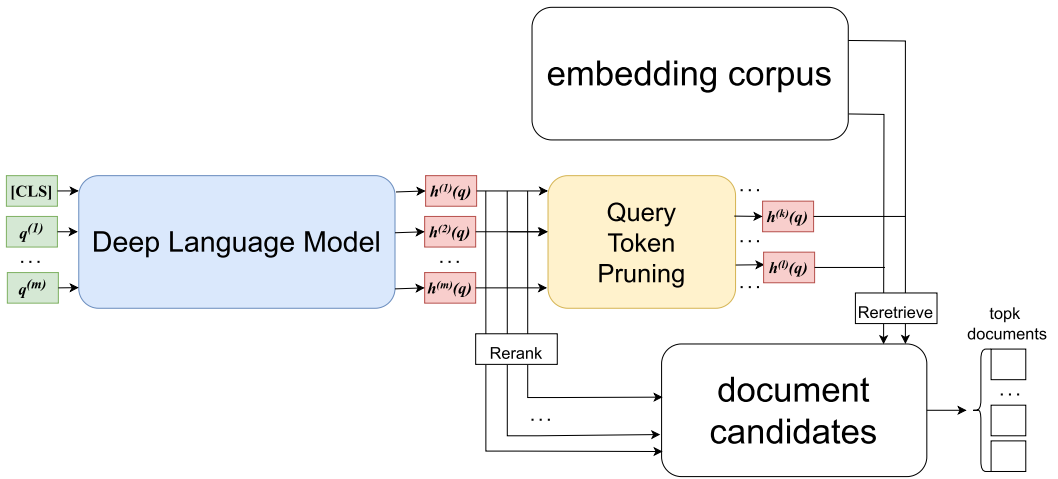 embedding corpus
[CLS]
q(1)
...
q(m)
Deep Language Model
h(1)(q)
h(2)(q)
...
h(m)(q)
Query
Token
Pruning
...
h(k)(q)
...
h(l)(q)
...
Rerank
...
Reretrieve
document
candidates
topk
documents
...